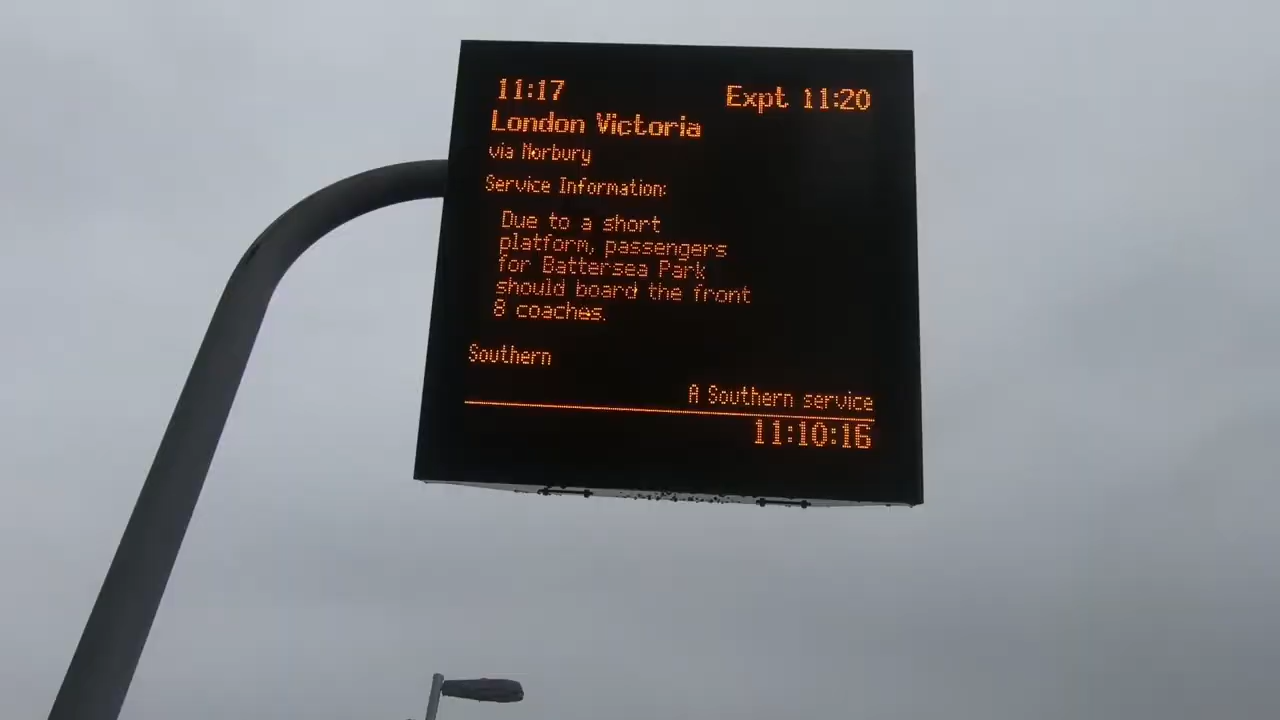 11:17 Expt 11:20
London Victoria
via Norbury
Service Information:
Due to a short
platform, passengers
for Battersea Park
should board the front
8 coaches.
Southern
A Southern service
11:10:16